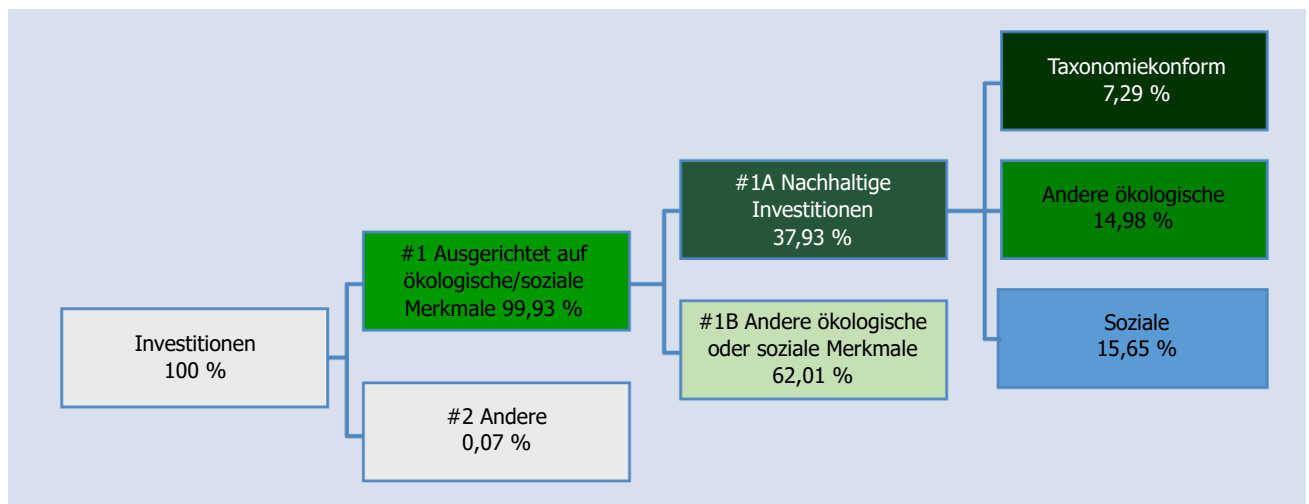 Investitionen
100 %
#1 Ausgerichtet auf
ökologische/soziale
Merkmale 99,93 %
#2 Andere
0,07 %
#1A Nachhaltige
Investitionen
37,93 %
#1B Andere ökologische
oder soziale Merkmale
62,01 %
Taxonomiekonform
7,29 %
Andere ökologische
14,98 %
Soziale
15,65 %